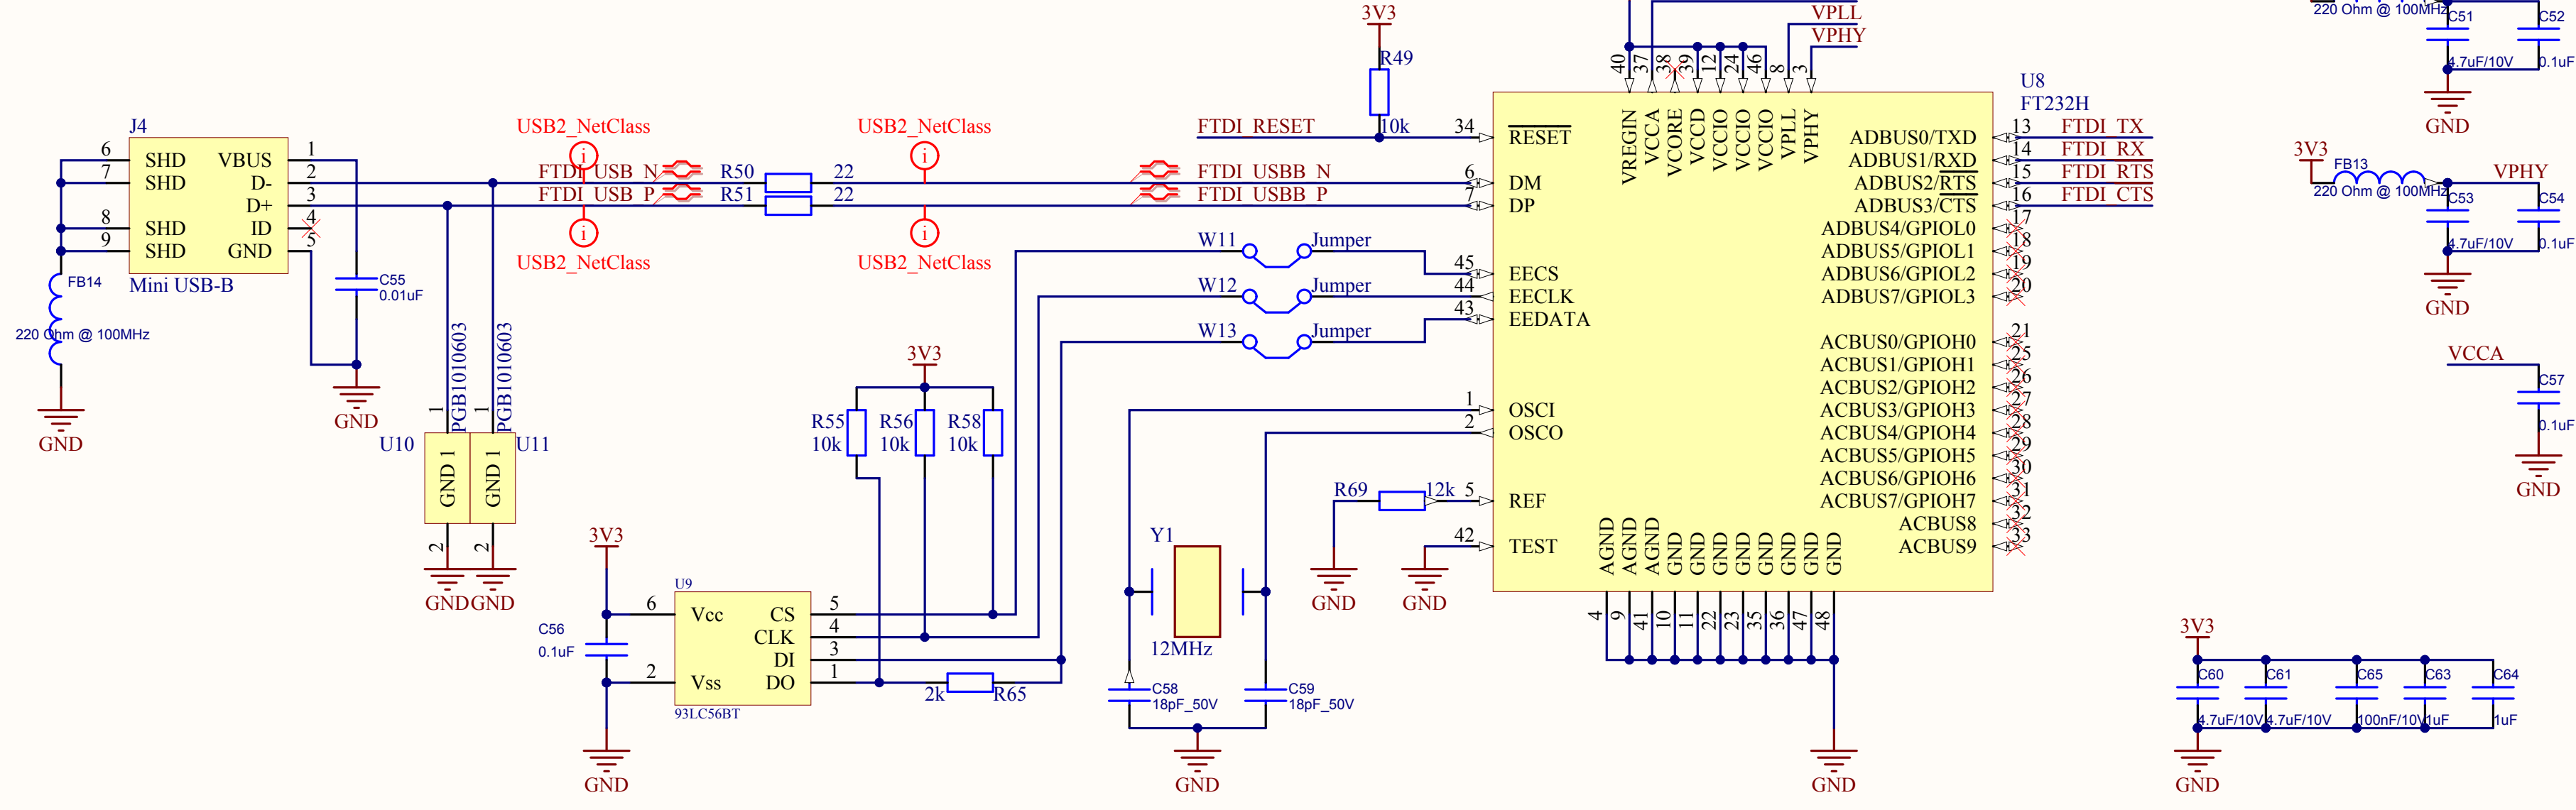 3V3
R49
10k
VPLL
VPHY
220 Ohm @ 100MHz
C51
4.7uF/10V
C52
0.1uF
GND
J4
6 SHD VBUS 1
7 SHD D- 2
D+ 3
8 SHD ID 4
9 SHD GND 5
Mini USB-B
FB14
220 Ohm @ 100MHz
GND
C55
0.01uF
GND
USB2_NetClass
USB2_NetClass
i
i
FTDI_USB_N
R50 22
FTDI_USBB_N
FTDI_USB_P
R51 22
FTDI_USBB_P
i
i
USB2_NetClass
USB2_NetClass
PGB1010603
PGB1010603
1
1
U10
U11
GND 1
GND 1
2
2
GND
GND
FTDI_RESET
U8
FT232H
40 VREGIN
37 VCCA
38 VCORE
39 VCCD
12 VCCIO
24 VCCIO
46 VCCIO
8 VPLL
3 VPHY
34 RESET
6 DM
7 DP
45 EECS
44 EECLK
43 EEDATA
1 OSCI
2 OSCO
5 REF
42 TEST
ADBUS0/TXD 13 FTDI_TX
ADBUS1/RXD 14 FTDI_RX
ADBUS2/RTS 15 FTDI_RTS
ADBUS3/CTS 16 FTDI_CTS
ADBUS4/GPIOL0 17
ADBUS5/GPIOL1 18
ADBUS6/GPIOL2 19
ADBUS7/GPIOL3 20
ACBUS0/GPIOH0 21
ACBUS1/GPIOH1 25
ACBUS2/GPIOH2 26
ACBUS3/GPIOH3 27
ACBUS4/GPIOH4 28
ACBUS5/GPIOH5 29
ACBUS6/GPIOH6 30
ACBUS7/GPIOH7 31
ACBUS8 32
ACBUS9 33
AGND 4
AGND 9
AGND 41
GND 10
GND 11
GND 22
GND 23
GND 35
GND 36
GND 47
GND 48
GND
W11 Jumper
W12 Jumper
W13 Jumper
3V3
R55
10k
R56
10k
R58
10k
3V3
C56
0.1uF
GND
U9
6 Vcc CS 5
CLK 4
DI 3
2 Vss DO 1
93LC56BT
2k R65
Y1
12MHz
C58
18pF_50V
C59
18pF_50V
GND
R69 12k
GND
GND
3V3
FB13
220 Ohm @ 100MHz
VPHY
C53
4.7uF/10V
C54
0.1uF
GND
VCCA
C57
0.1uF
GND
3V3
C60
4.7uF/10V
C61
4.7uF/10V
C65
100nF/10V
C63
1uF
C64
1uF
GND